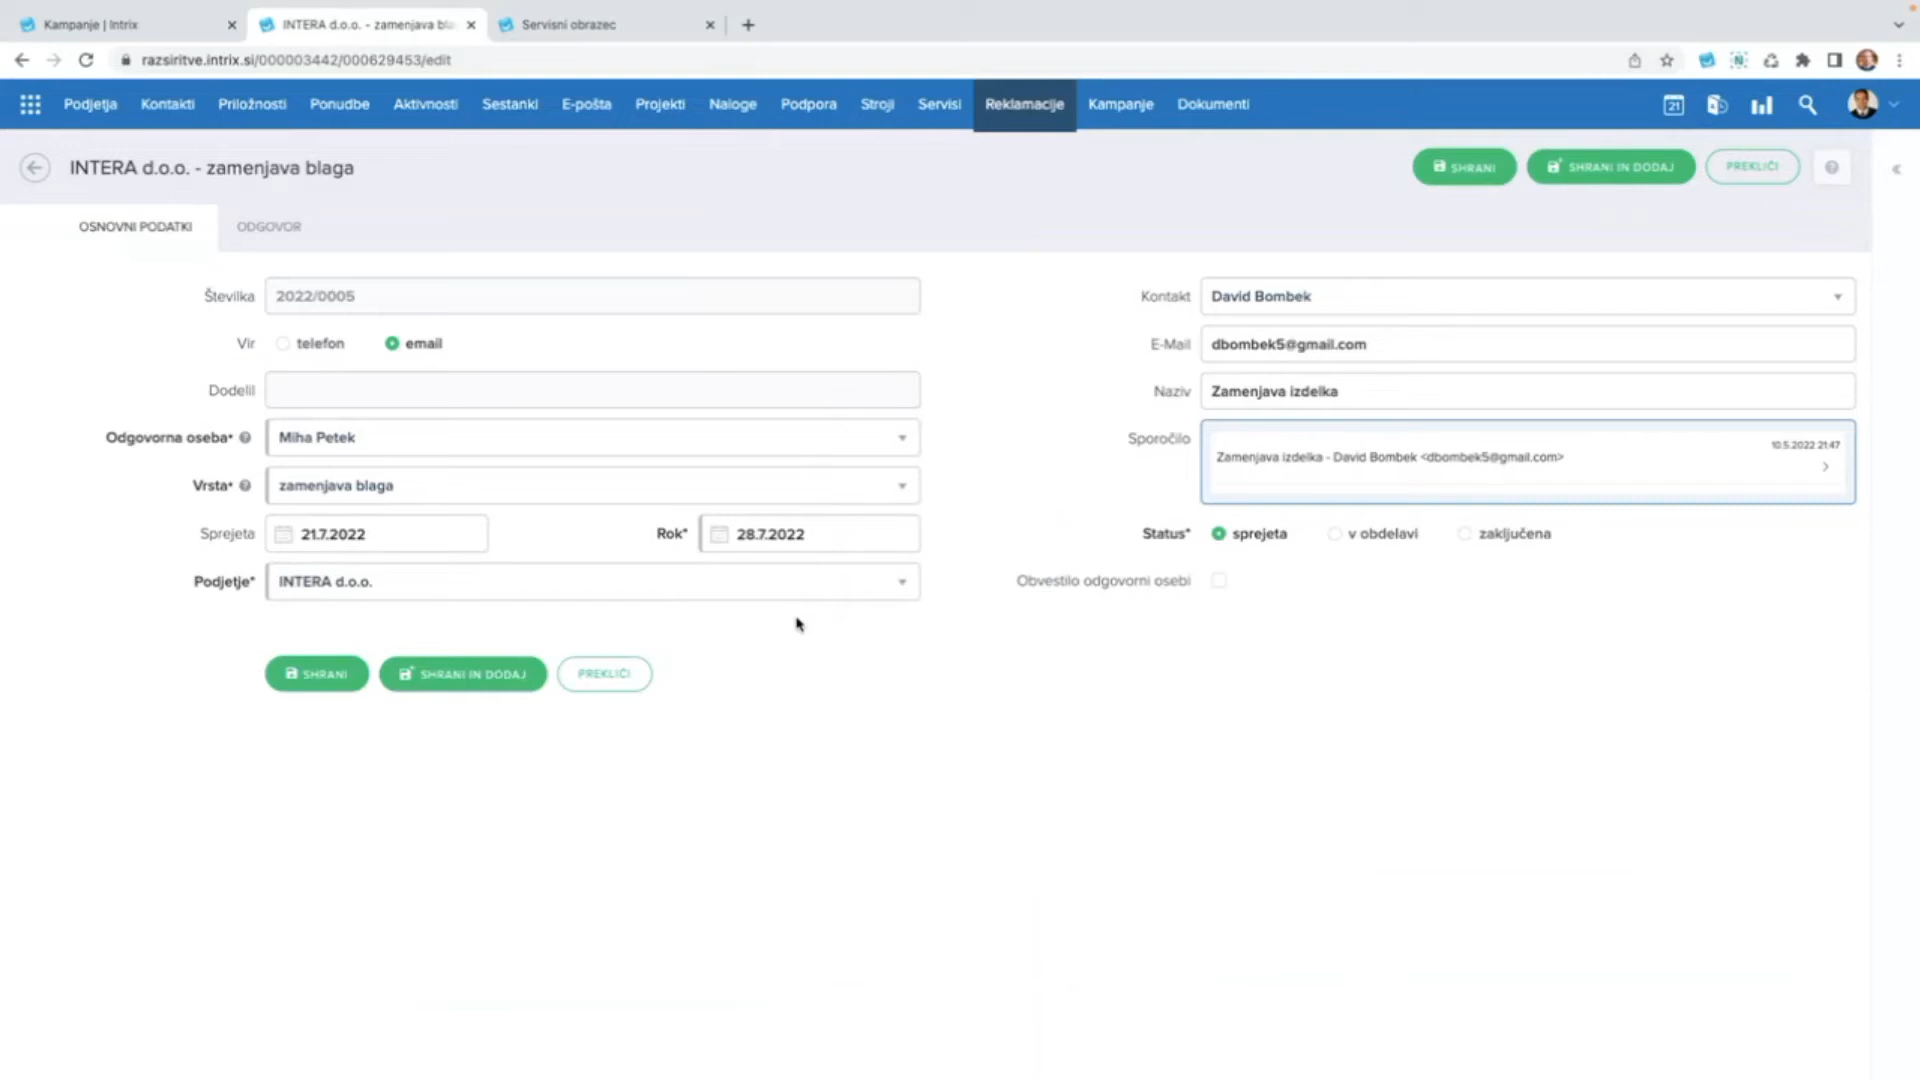 Kampanje | Intrix
INTERA d.o.o. - zamenjava bla
Servisni obrazec
razsiritve.intrix.si/000003442/000629453/edit
Podjetja Kontakti Priložnosti Ponudbe Aktivnosti Sestanki E-pošta Projekti Naloge Podpora Stroji Servisi Reklamacije Kampanje Dokumenti
21
INTERA d.o.o. - zamenjava blaga
SHRANI
SHRANI IN DODAJ
PREKLIČI
OSNOVNI PODATKI
ODGOVOR
Številka 2022/0005
Vir telefon email
Dodelil
Odgovorna oseba* Miha Petek
Vrsta* zamenjava blaga
Sprejeta 21.7.2022 Rok* 28.7.2022
Podjetje* INTERA d.o.o.
Kontakt David Bombek
E-Mail dbombek5@gmail.com
Naziv Zamenjava izdelka
Sporočilo
10.5.2022 21:47
Zamenjava izdelka - David Bombek <dbombek5@gmail.com>
Status* sprejeta v obdelavi zaključena
Obvestilo odgovorni osebi
SHRANI
SHRANI IN DODAJ
PREKLIČI